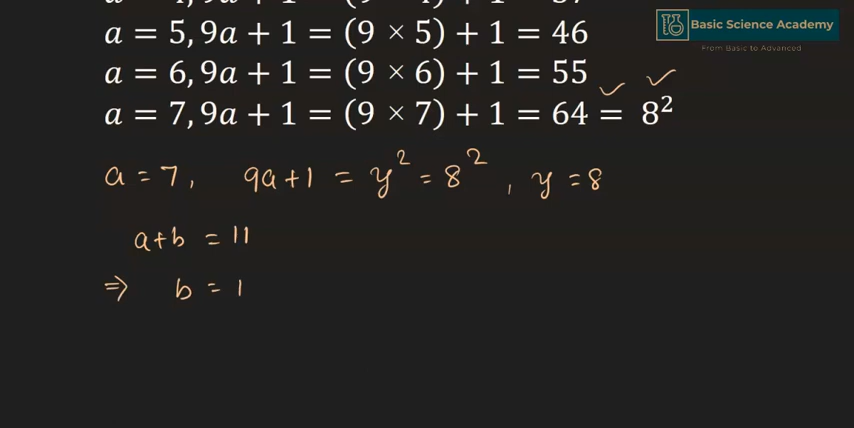 Basic Science Academy
From Basic to Advanced
a = 5, 9a + 1 = (9 × 5) + 1 = 46
a = 6, 9a + 1 = (9 × 6) + 1 = 55
a = 7, 9a + 1 = (9 × 7) + 1 = 64 = 8²
a = 7, 9a + 1 = y² = 8², y = 8
a + b = 11
⇒ b = 1